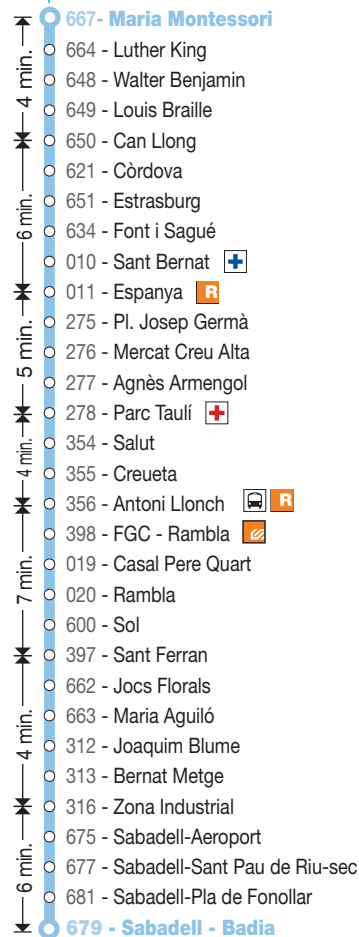 667- Maria Montessori
664 - Luther King
648 - Walter Benjamin
4 min.
649 - Louis Braille
650 - Can Llong
621 - Còrdova
651 - Estrasburg
6 min.
634 - Font i Sagué
010 - Sant Bernat
011 - Espanya R
275 - Pl. Josep Germà
5 min.
276 - Mercat Creu Alta
277 - Agnès Armengol
278 - Parc Taulí
4 min.
354 - Salut
355 - Creueta
356 - Antoni Llonch R
398 - FGC - Rambla
7 min.
019 - Casal Pere Quart
020 - Rambla
600 - Sol
397 - Sant Ferran
662 - Jocs Florals
4 min.
663 - Maria Aguiló
312 - Joaquim Blume
313 - Bernat Metge
316 - Zona Industrial
675 - Sabadell-Aeroport
6 min.
677 - Sabadell-Sant Pau de Riu-sec
681 - Sabadell-Pla de Fonollar
679 - Sabadell - Badia